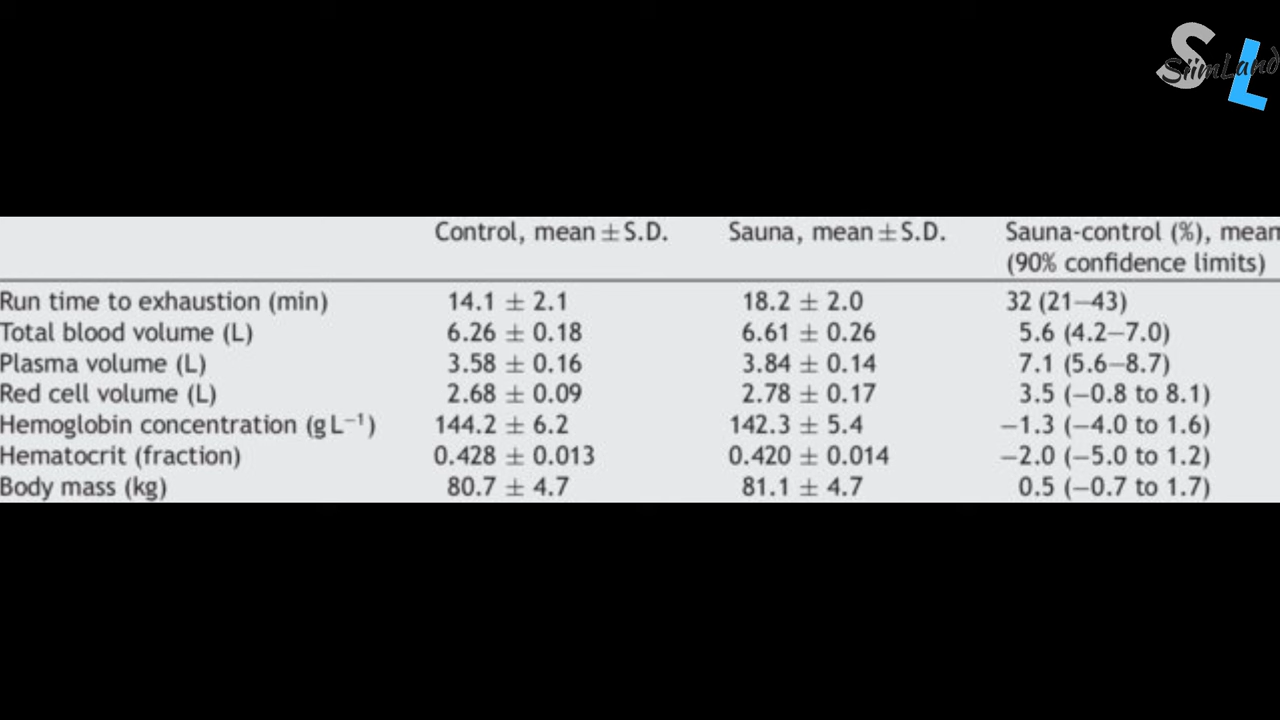 S L
SiimLand
Control, mean ± S.D. Sauna, mean ± S.D. Sauna-control (%), mean
(90% confidence limits)
Run time to exhaustion (min) 14.1 ± 2.1 18.2 ± 2.0 32 (21–43)
Total blood volume (L) 6.26 ± 0.18 6.61 ± 0.26 5.6 (4.2–7.0)
Plasma volume (L) 3.58 ± 0.16 3.84 ± 0.14 7.1 (5.6–8.7)
Red cell volume (L) 2.68 ± 0.09 2.78 ± 0.17 3.5 (−0.8 to 8.1)
Hemoglobin concentration (g L⁻¹) 144.2 ± 6.2 142.3 ± 5.4 −1.3 (−4.0 to 1.6)
Hematocrit (fraction) 0.428 ± 0.013 0.420 ± 0.014 −2.0 (−5.0 to 1.2)
Body mass (kg) 80.7 ± 4.7 81.1 ± 4.7 0.5 (−0.7 to 1.7)